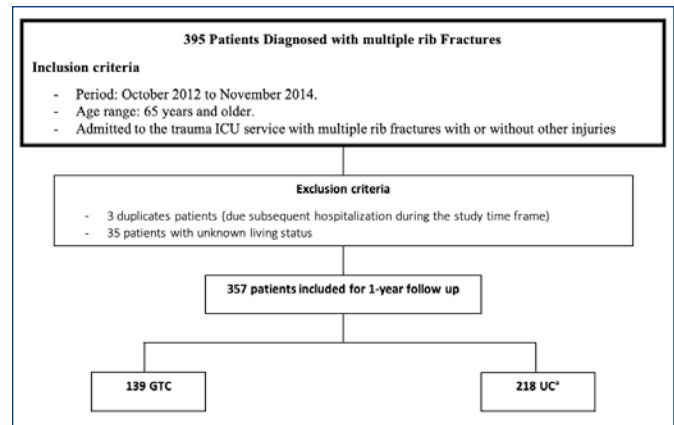 395 Patients Diagnosed with multiple rib Fractures
Inclusion criteria
- Period: October 2012 to November 2014.
- Age range: 65 years and older.
- Admitted to the trauma ICU service with multiple rib fractures with or without other injuries
Exclusion criteria
- 3 duplicates patients (due subsequent hospitalization during the study time frame)
- 35 patients with unknown living status
357 patients included for 1-year follow up
139 GTC
218 UCᵃ